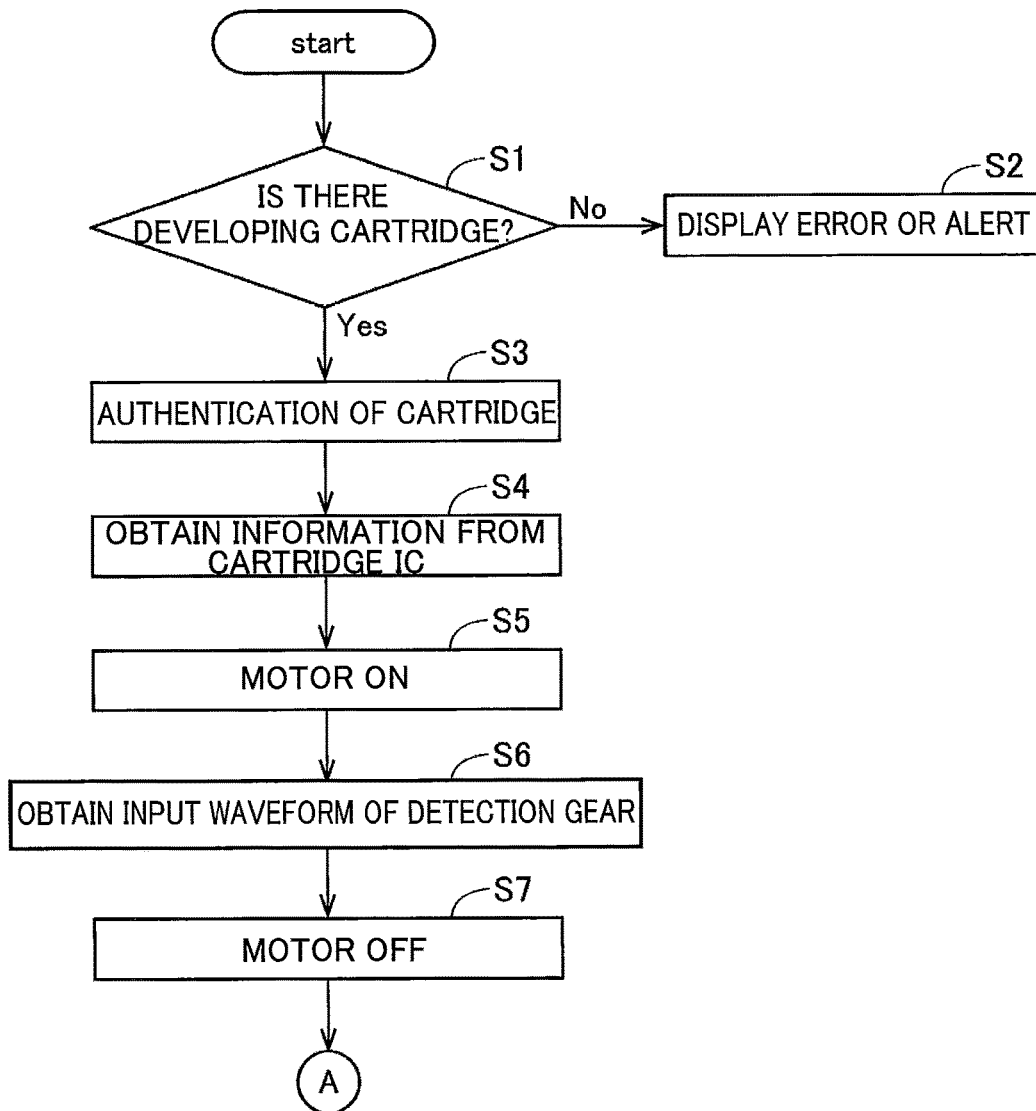 start
S1
IS THERE
DEVELOPING CARTRIDGE?
No
S2
DISPLAY ERROR OR ALERT
Yes
S3
AUTHENTICATION OF CARTRIDGE
S4
OBTAIN INFORMATION FROM
CARTRIDGE IC
S5
MOTOR ON
S6
OBTAIN INPUT WAVEFORM OF DETECTION GEAR
S7
MOTOR OFF
A